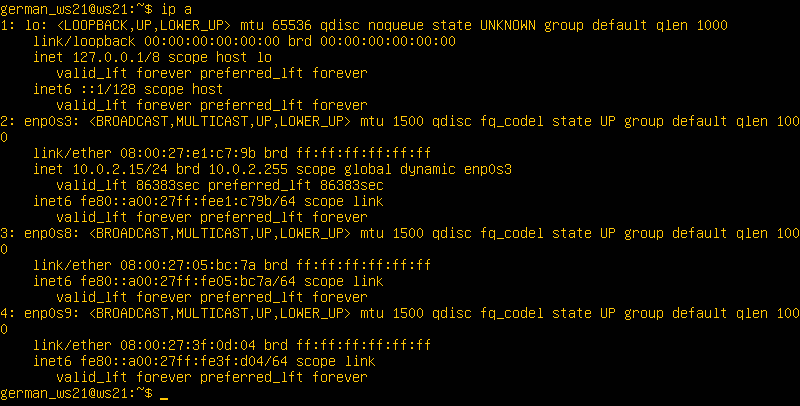 german_ws21@ws21:~$ ip a
1: lo: <LOOPBACK,UP,LOWER_UP> mtu 65536 qdisc noqueue state UNKNOWN group default qlen 1000
    link/loopback 00:00:00:00:00:00 brd 00:00:00:00:00:00
    inet 127.0.0.1/8 scope host lo
       valid_lft forever preferred_lft forever
    inet6 ::1/128 scope host
       valid_lft forever preferred_lft forever
2: enp0s3: <BROADCAST,MULTICAST,UP,LOWER_UP> mtu 1500 qdisc fq_codel state UP group default qlen 100
0
    link/ether 08:00:27:e1:c7:9b brd ff:ff:ff:ff:ff:ff
    inet 10.0.2.15/24 brd 10.0.2.255 scope global dynamic enp0s3
       valid_lft 86383sec preferred_lft 86383sec
    inet6 fe80::a00:27ff:fee1:c79b/64 scope link
       valid_lft forever preferred_lft forever
3: enp0s8: <BROADCAST,MULTICAST,UP,LOWER_UP> mtu 1500 qdisc fq_codel state UP group default qlen 100
0
    link/ether 08:00:27:05:bc:7a brd ff:ff:ff:ff:ff:ff
    inet6 fe80::a00:27ff:fe05:bc7a/64 scope link
       valid_lft forever preferred_lft forever
4: enp0s9: <BROADCAST,MULTICAST,UP,LOWER_UP> mtu 1500 qdisc fq_codel state UP group default qlen 100
0
    link/ether 08:00:27:3f:0d:04 brd ff:ff:ff:ff:ff:ff
    inet6 fe80::a00:27ff:fe3f:d04/64 scope link
       valid_lft forever preferred_lft forever
german_ws21@ws21:~$ _